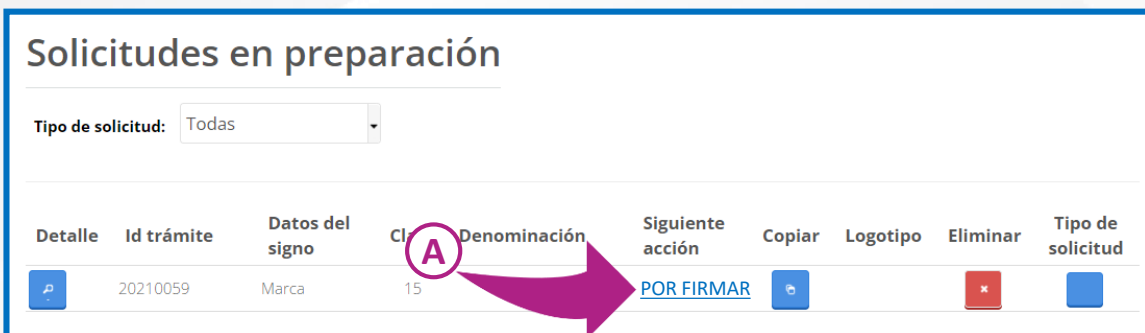 Solicitudes en preparación
Tipo de solicitud: Todas
Detalle Id trámite Datos del signo Cla Denominación Siguiente acción Copiar Logotipo Eliminar Tipo de solicitud
A
20210059 Marca 15 POR FIRMAR